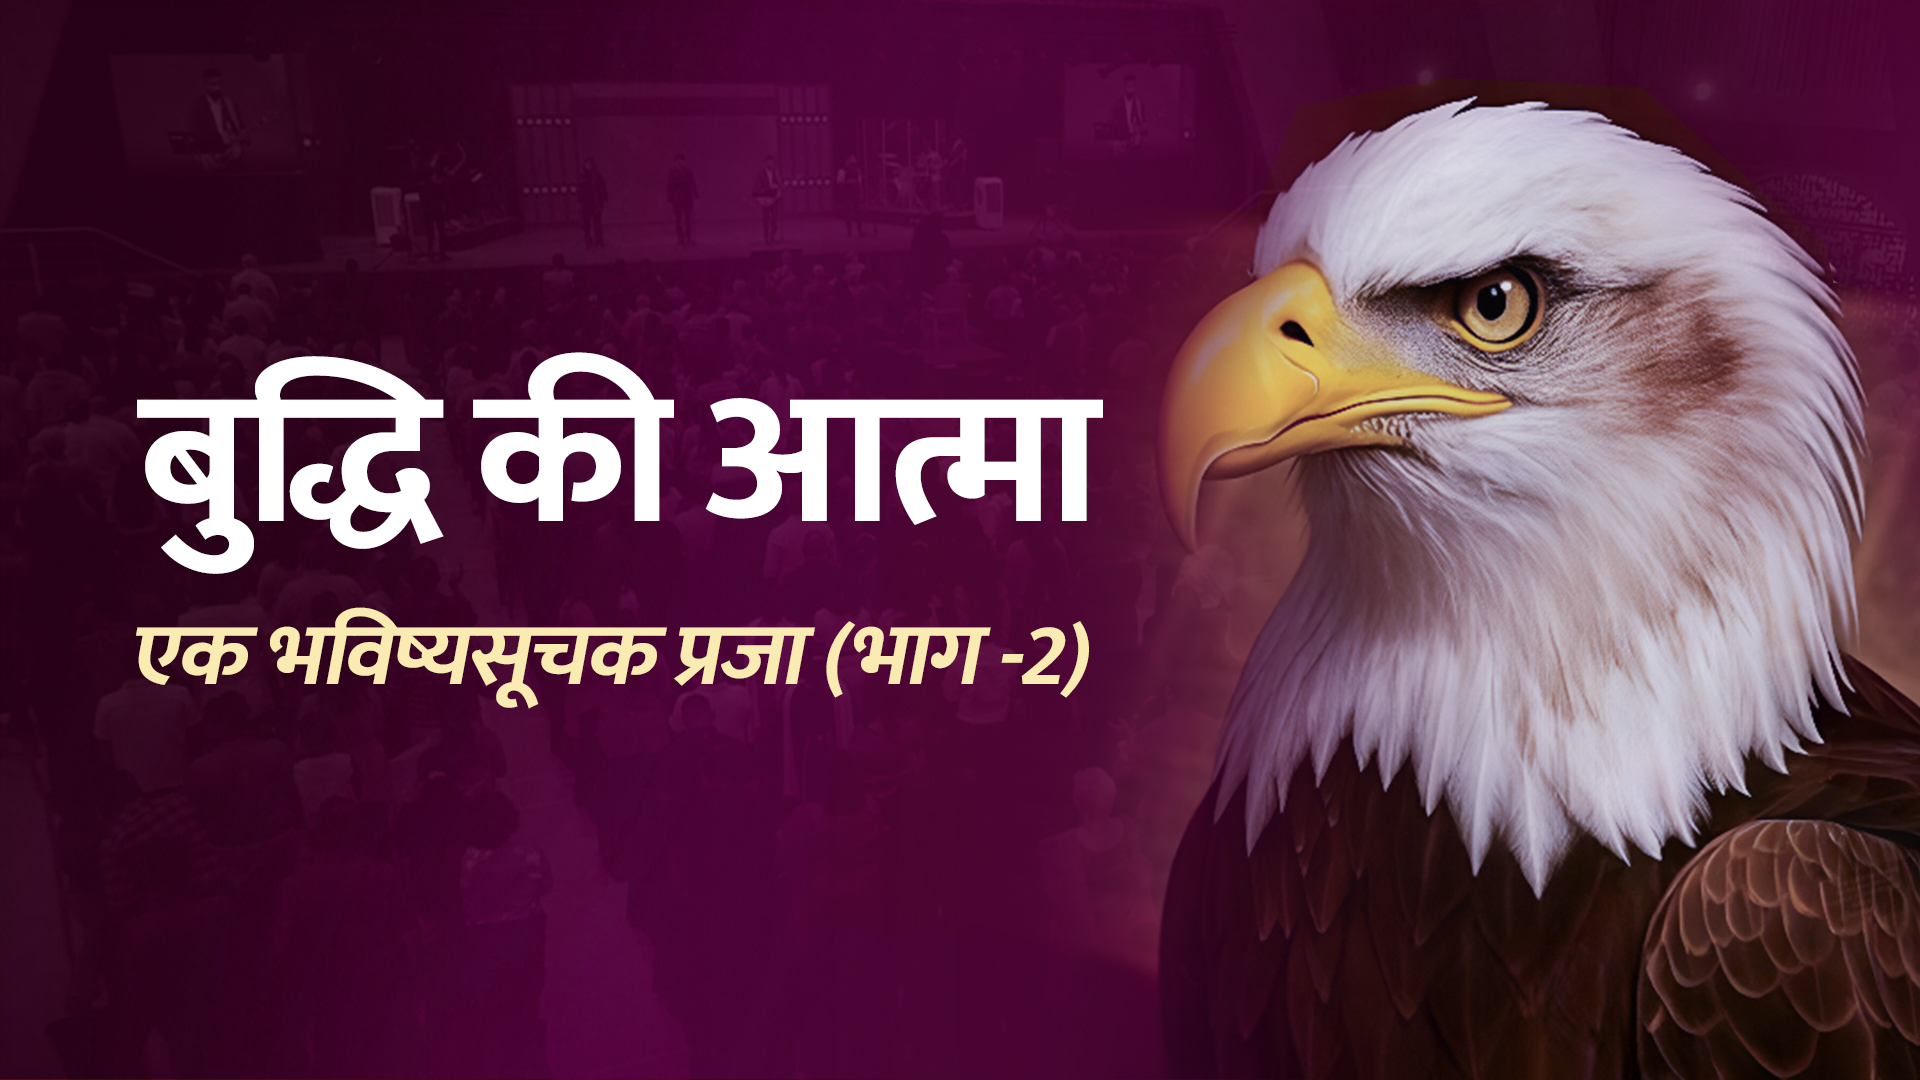 बुद्धि की आत्मा
एक भविष्यसूचक प्रजा (भाग -2)